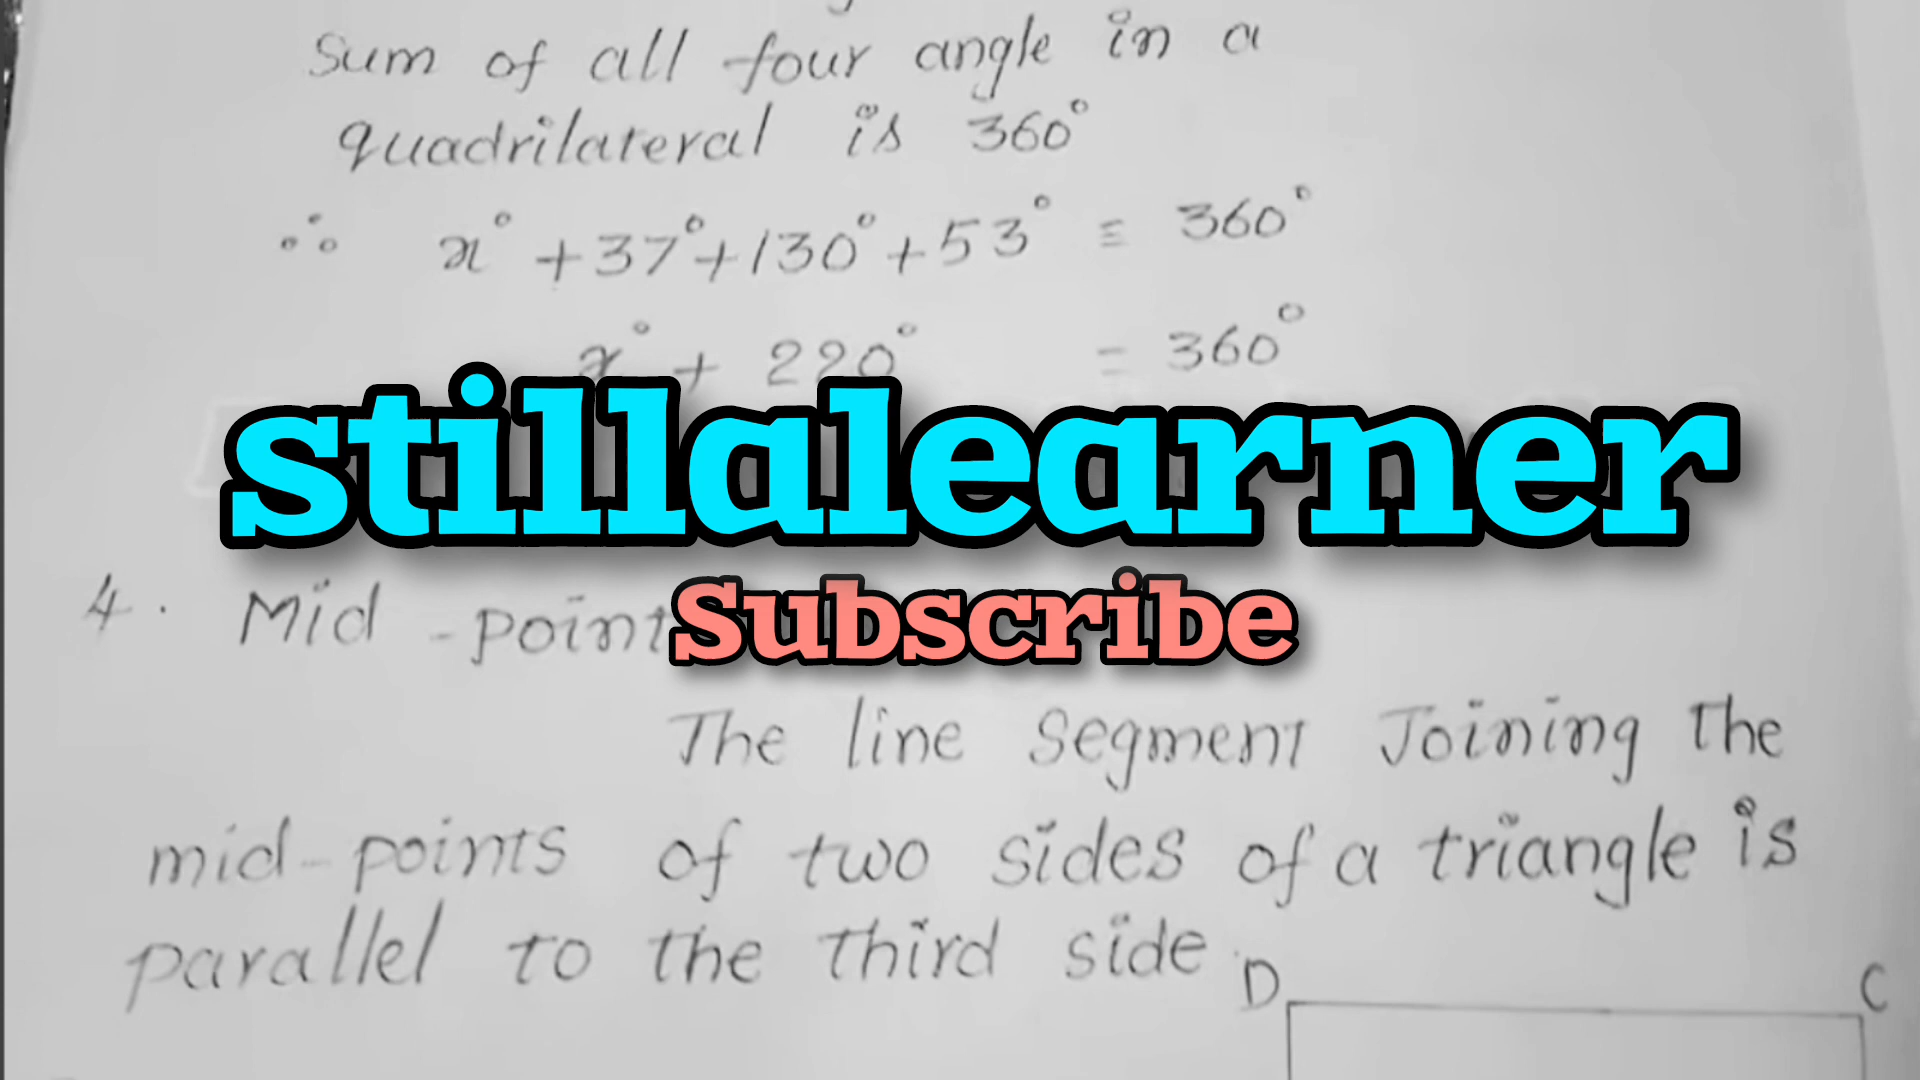 Sum of all four angle in a
quadrilateral is 360°
∴ x° + 37° + 130° + 53° = 360°
x° + 220° = 360°
stillalearner
4. Mid - point
Subscribe
The line segment Joining the
mid-points of two sides of a triangle is
parallel to the third side
D C